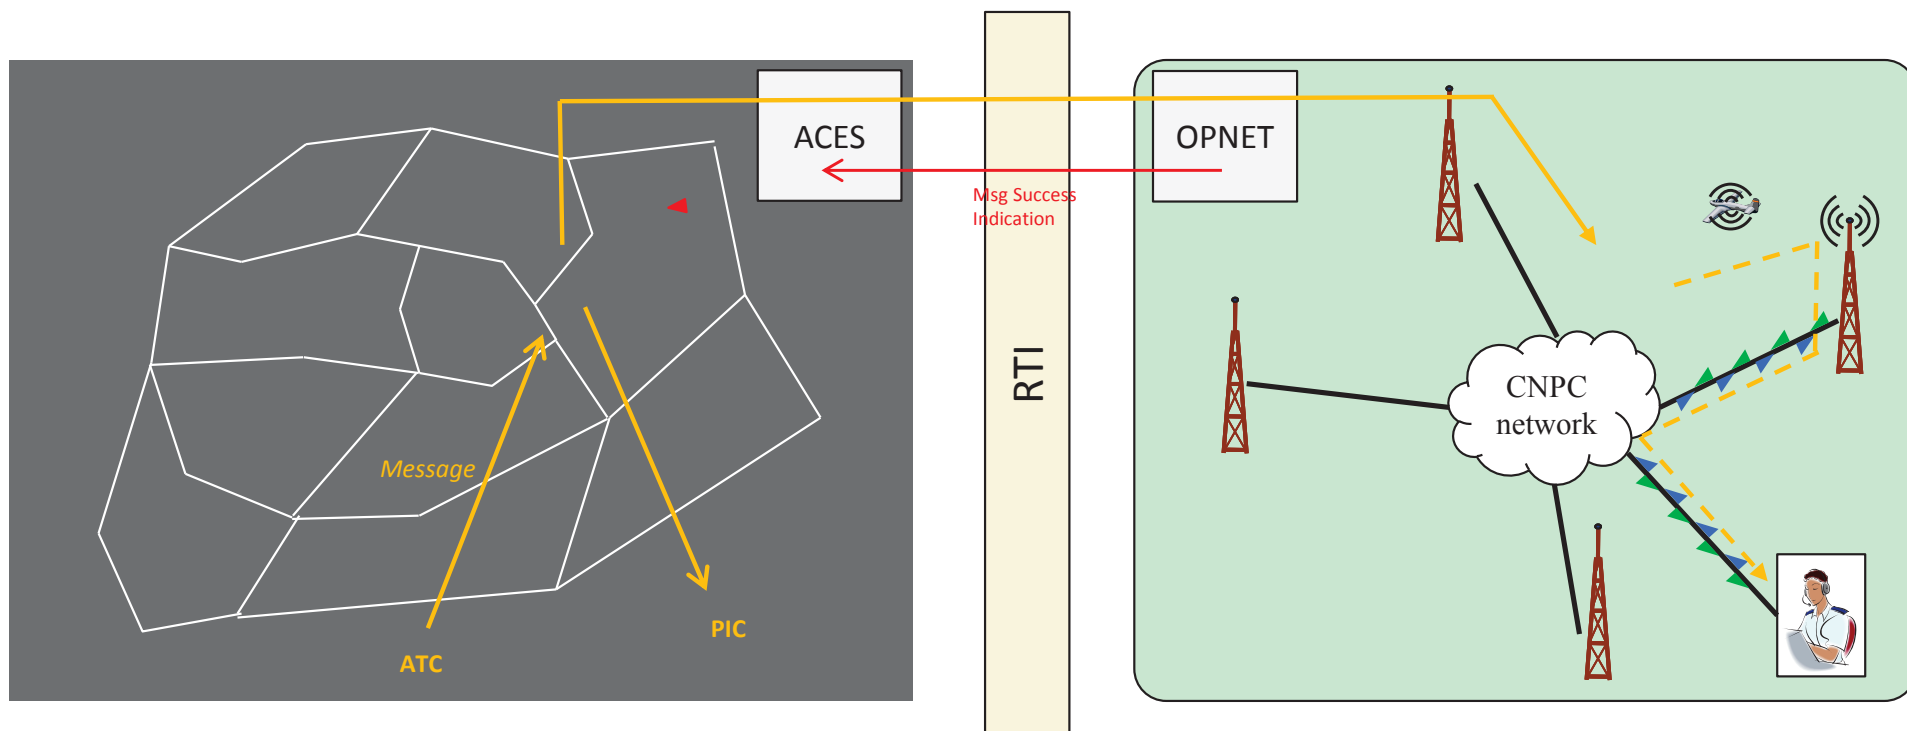 ACES
OPNET
Msg Success
Indication
RTI
CNPC
network
Message
PIC
ATC